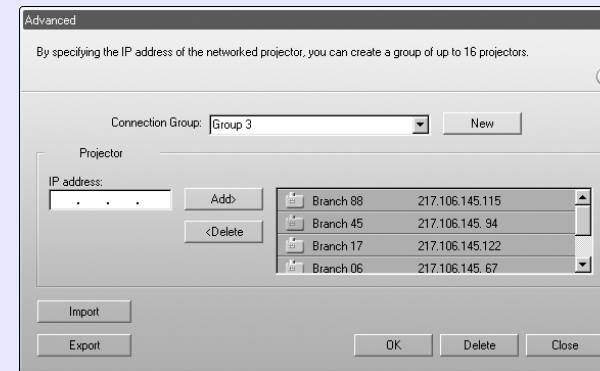 Advanced
By specifying the IP address of the networked projector, you can create a group of up to 16 projectors.
Connection Group: Group 3 New
Projector
IP address:
. . . Add>
<Delete
Branch 88 217.106.145.115
Branch 45 217.106.145. 94
Branch 17 217.106.145.122
Branch 06 217.106.145. 67
Import
Export
OK Delete Close